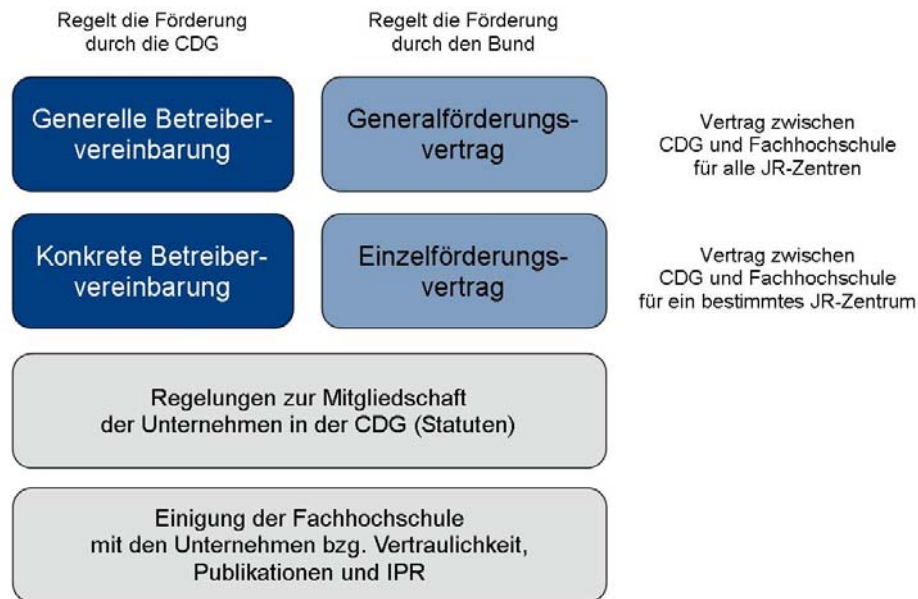 Regelt die Förderung
durch die CDG
Regelt die Förderung
durch den Bund
Generelle Betreiber-
vereinbarung
Generalförderungs-
vertrag
Vertrag zwischen
CDG und Fachhochschule
für alle JR-Zentren
Konkrete Betreiber-
vereinbarung
Einzelförderungs-
vertrag
Vertrag zwischen
CDG und Fachhochschule
für ein bestimmtes JR-Zentrum
Regelungen zur Mitgliedschaft
der Unternehmen in der CDG (Statuten)
Einigung der Fachhochschule
mit den Unternehmen bzg. Vertraulichkeit,
Publikationen und IPR